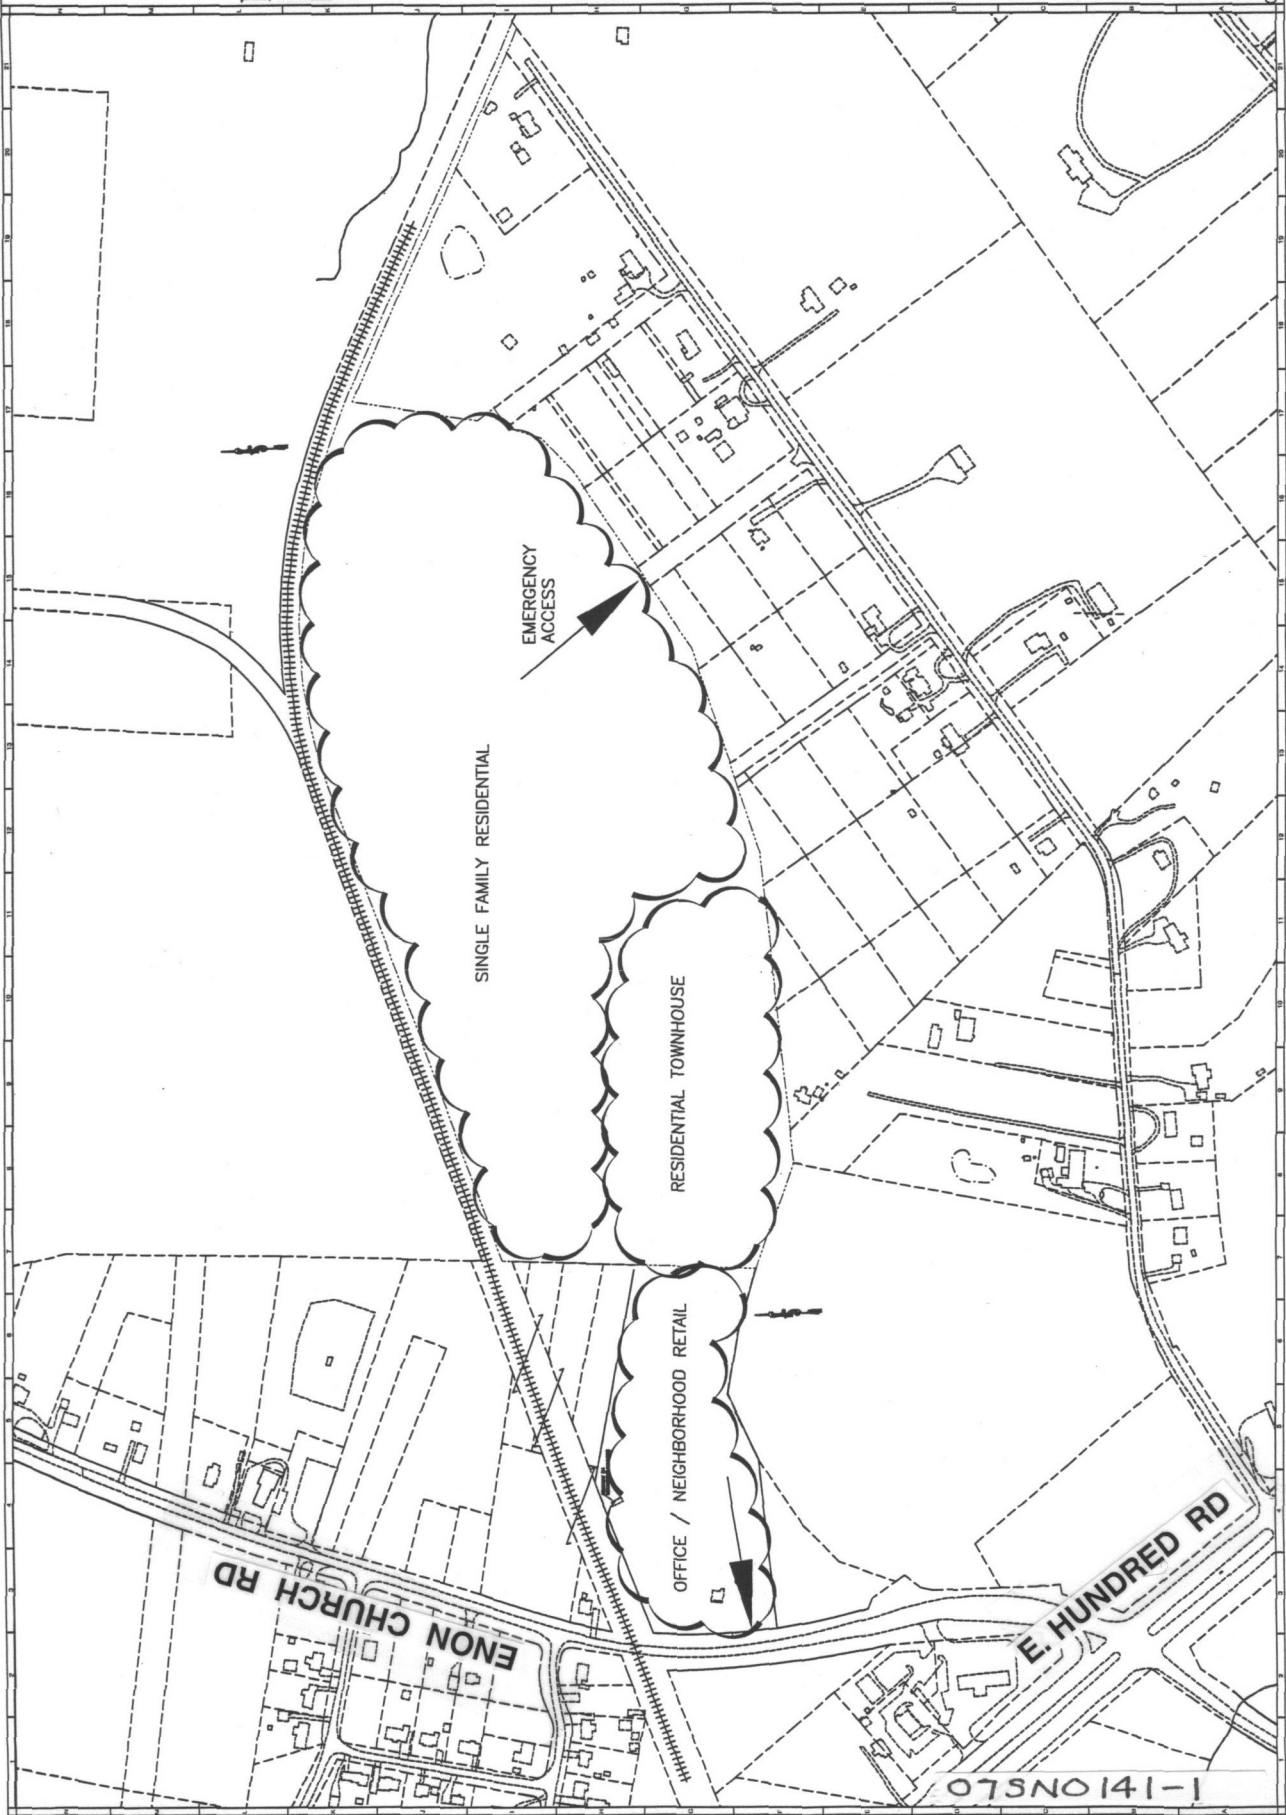 SINGLE FAMILY RESIDENTIAL
EMERGENCY
ACCESS
RESIDENTIAL TOWNHOUSE
OFFICE / NEIGHBORHOOD RETAIL
ENON CHURCH RD
E. HUNDRED RD
07SN0141-1